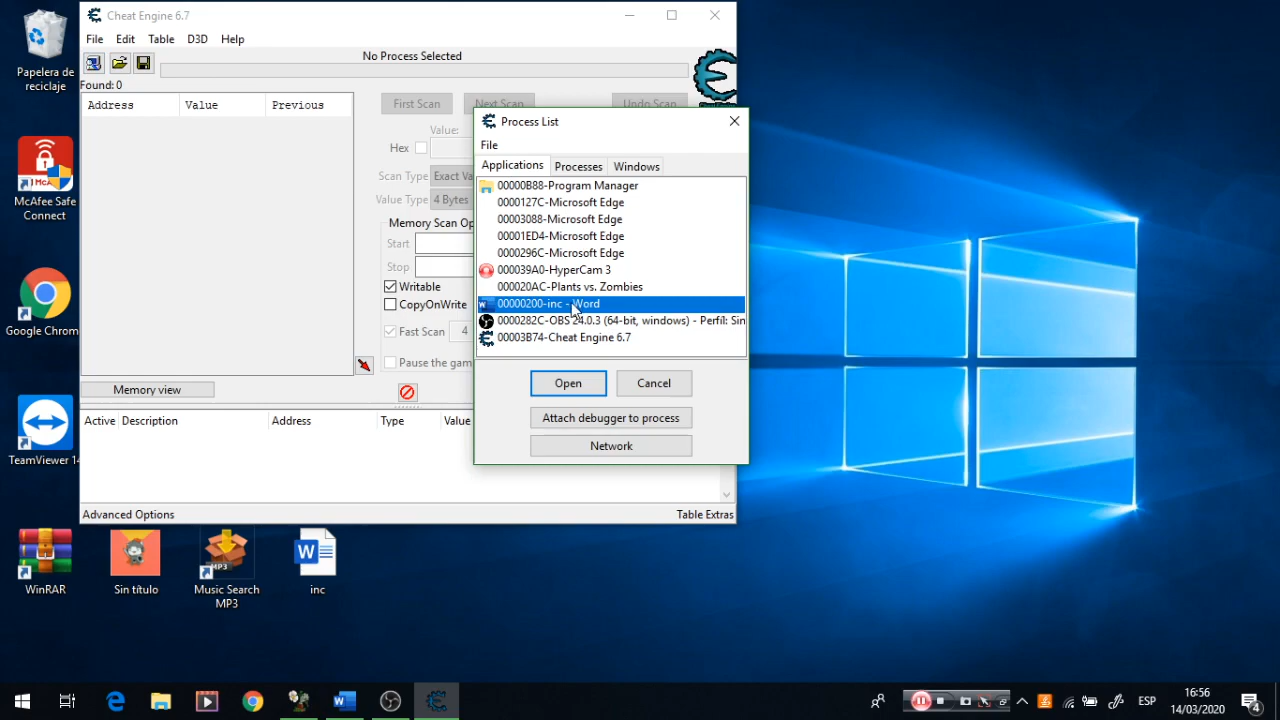 Papelera de
reciclaje
McAfee Safe
Connect
Google Chrom
TeamViewer 14
WinRAR
Sin título
Music Search
MP3
inc
Cheat Engine 6.7
File Edit Table D3D Help
No Process Selected
Found: 0
Address Value Previous
First Scan Next Scan Undo Scan
Value:
Hex
Scan Type Exact Va
Value Type 4 Bytes
Memory Scan Op
Start
Stop
Writable
CopyOnWrite
Fast Scan 4
Pause the gam
Memory view
Active Description Address Type Value
Advanced Options Table Extras
Process List
File
Applications Processes Windows
00000B88-Program Manager
0000127C-Microsoft Edge
00003088-Microsoft Edge
00001ED4-Microsoft Edge
0000296C-Microsoft Edge
000039A0-HyperCam 3
000020AC-Plants vs. Zombies
00000200-inc - Word
0000282C-OBS 24.0.3 (64-bit, windows) - Perfil: Sin
00003B74-Cheat Engine 6.7
Open Cancel
Attach debugger to process
Network
ESP
16:56
14/03/2020
4